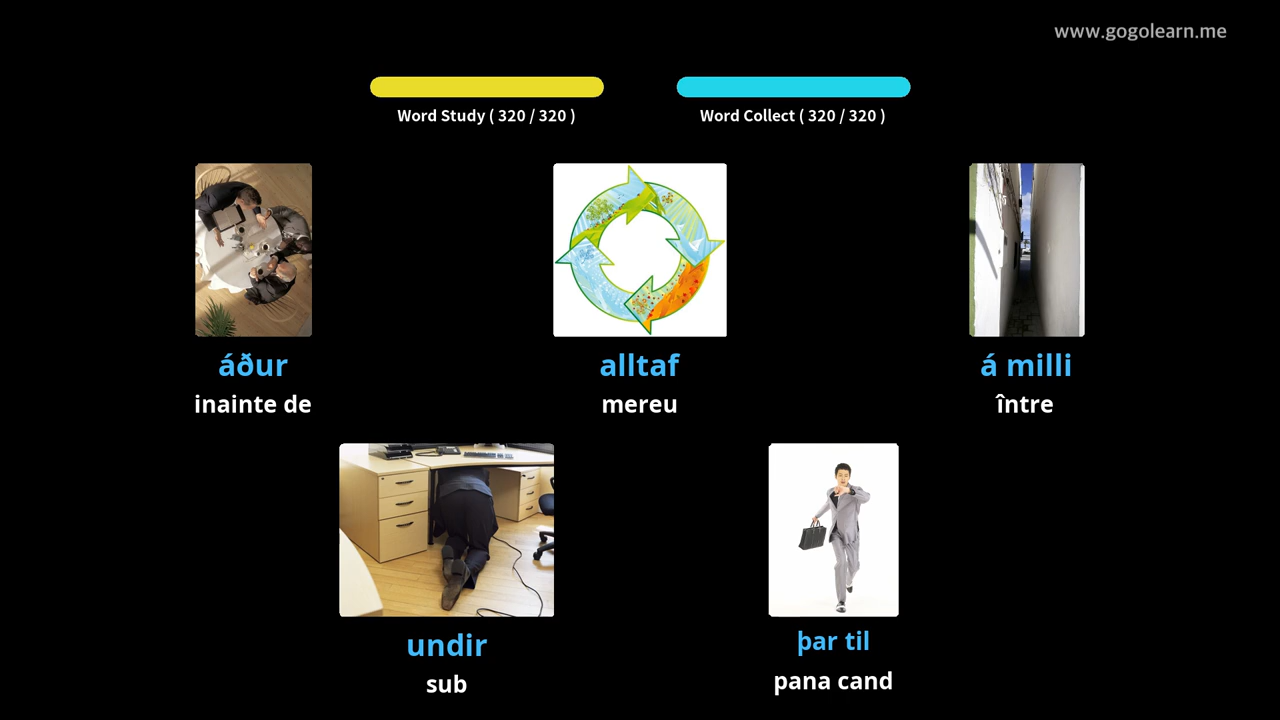 www.gogolearn.me
Word Study ( 320 / 320 )
Word Collect ( 320 / 320 )
áður
inainte de
alltaf
mereu
á milli
între
undir
sub
þar til
pana cand